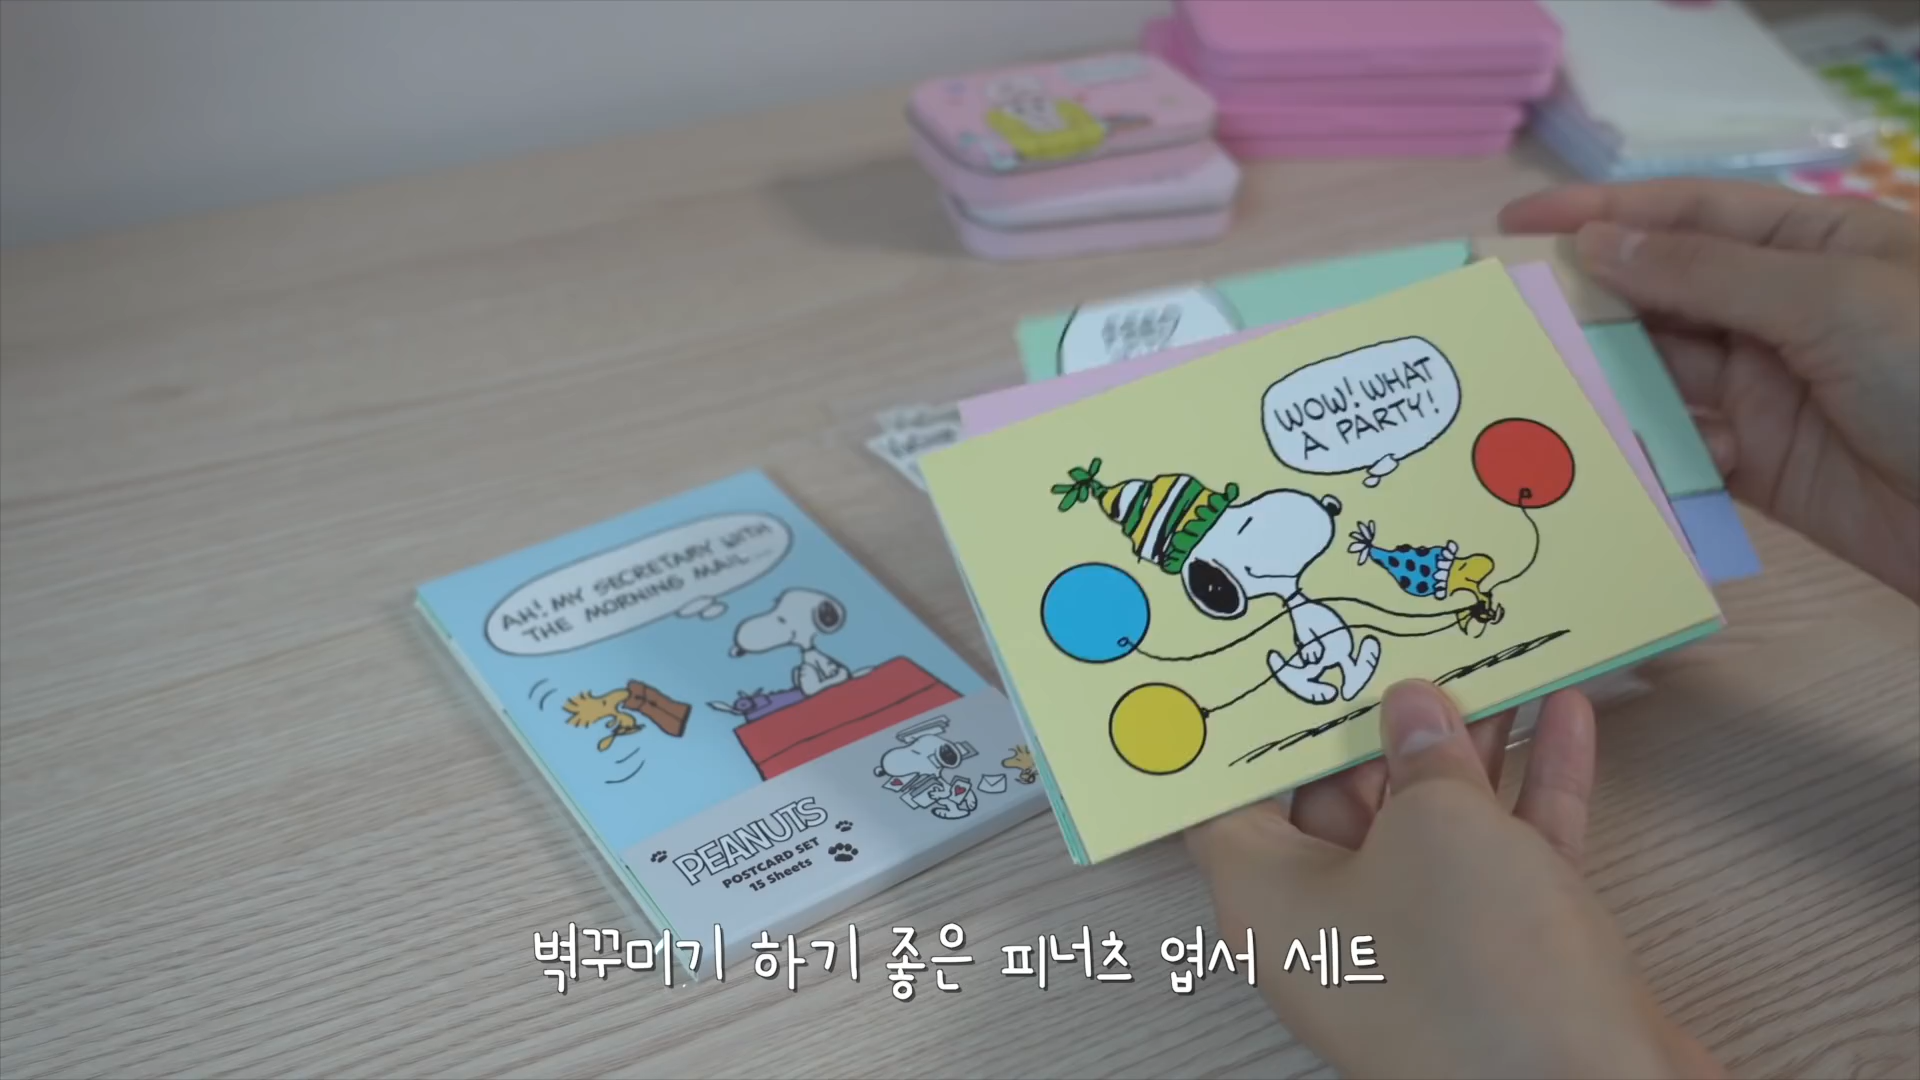 WOW! WHAT
A PARTY!
AH! MY SECRETARY WITH
THE MORNING MAIL...
PEANUTS
POSTCARD SET
15 Sheets
벽꾸미기 하기 좋은 피너츠 엽서 세트